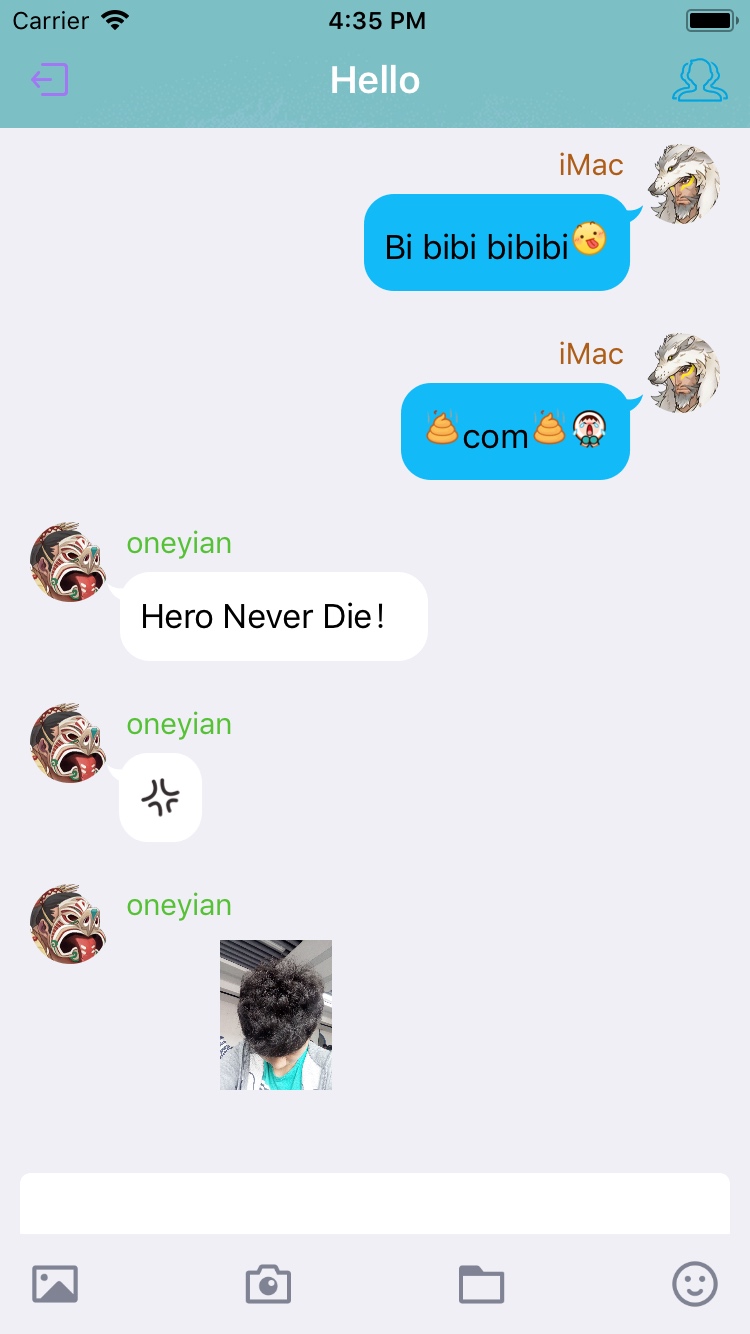 Carrier 4:35 PM
Hello
iMac
Bi bibi bibibi😜
iMac
💩com💩😭
oneyian
Hero Never Die!
oneyian
💢
oneyian